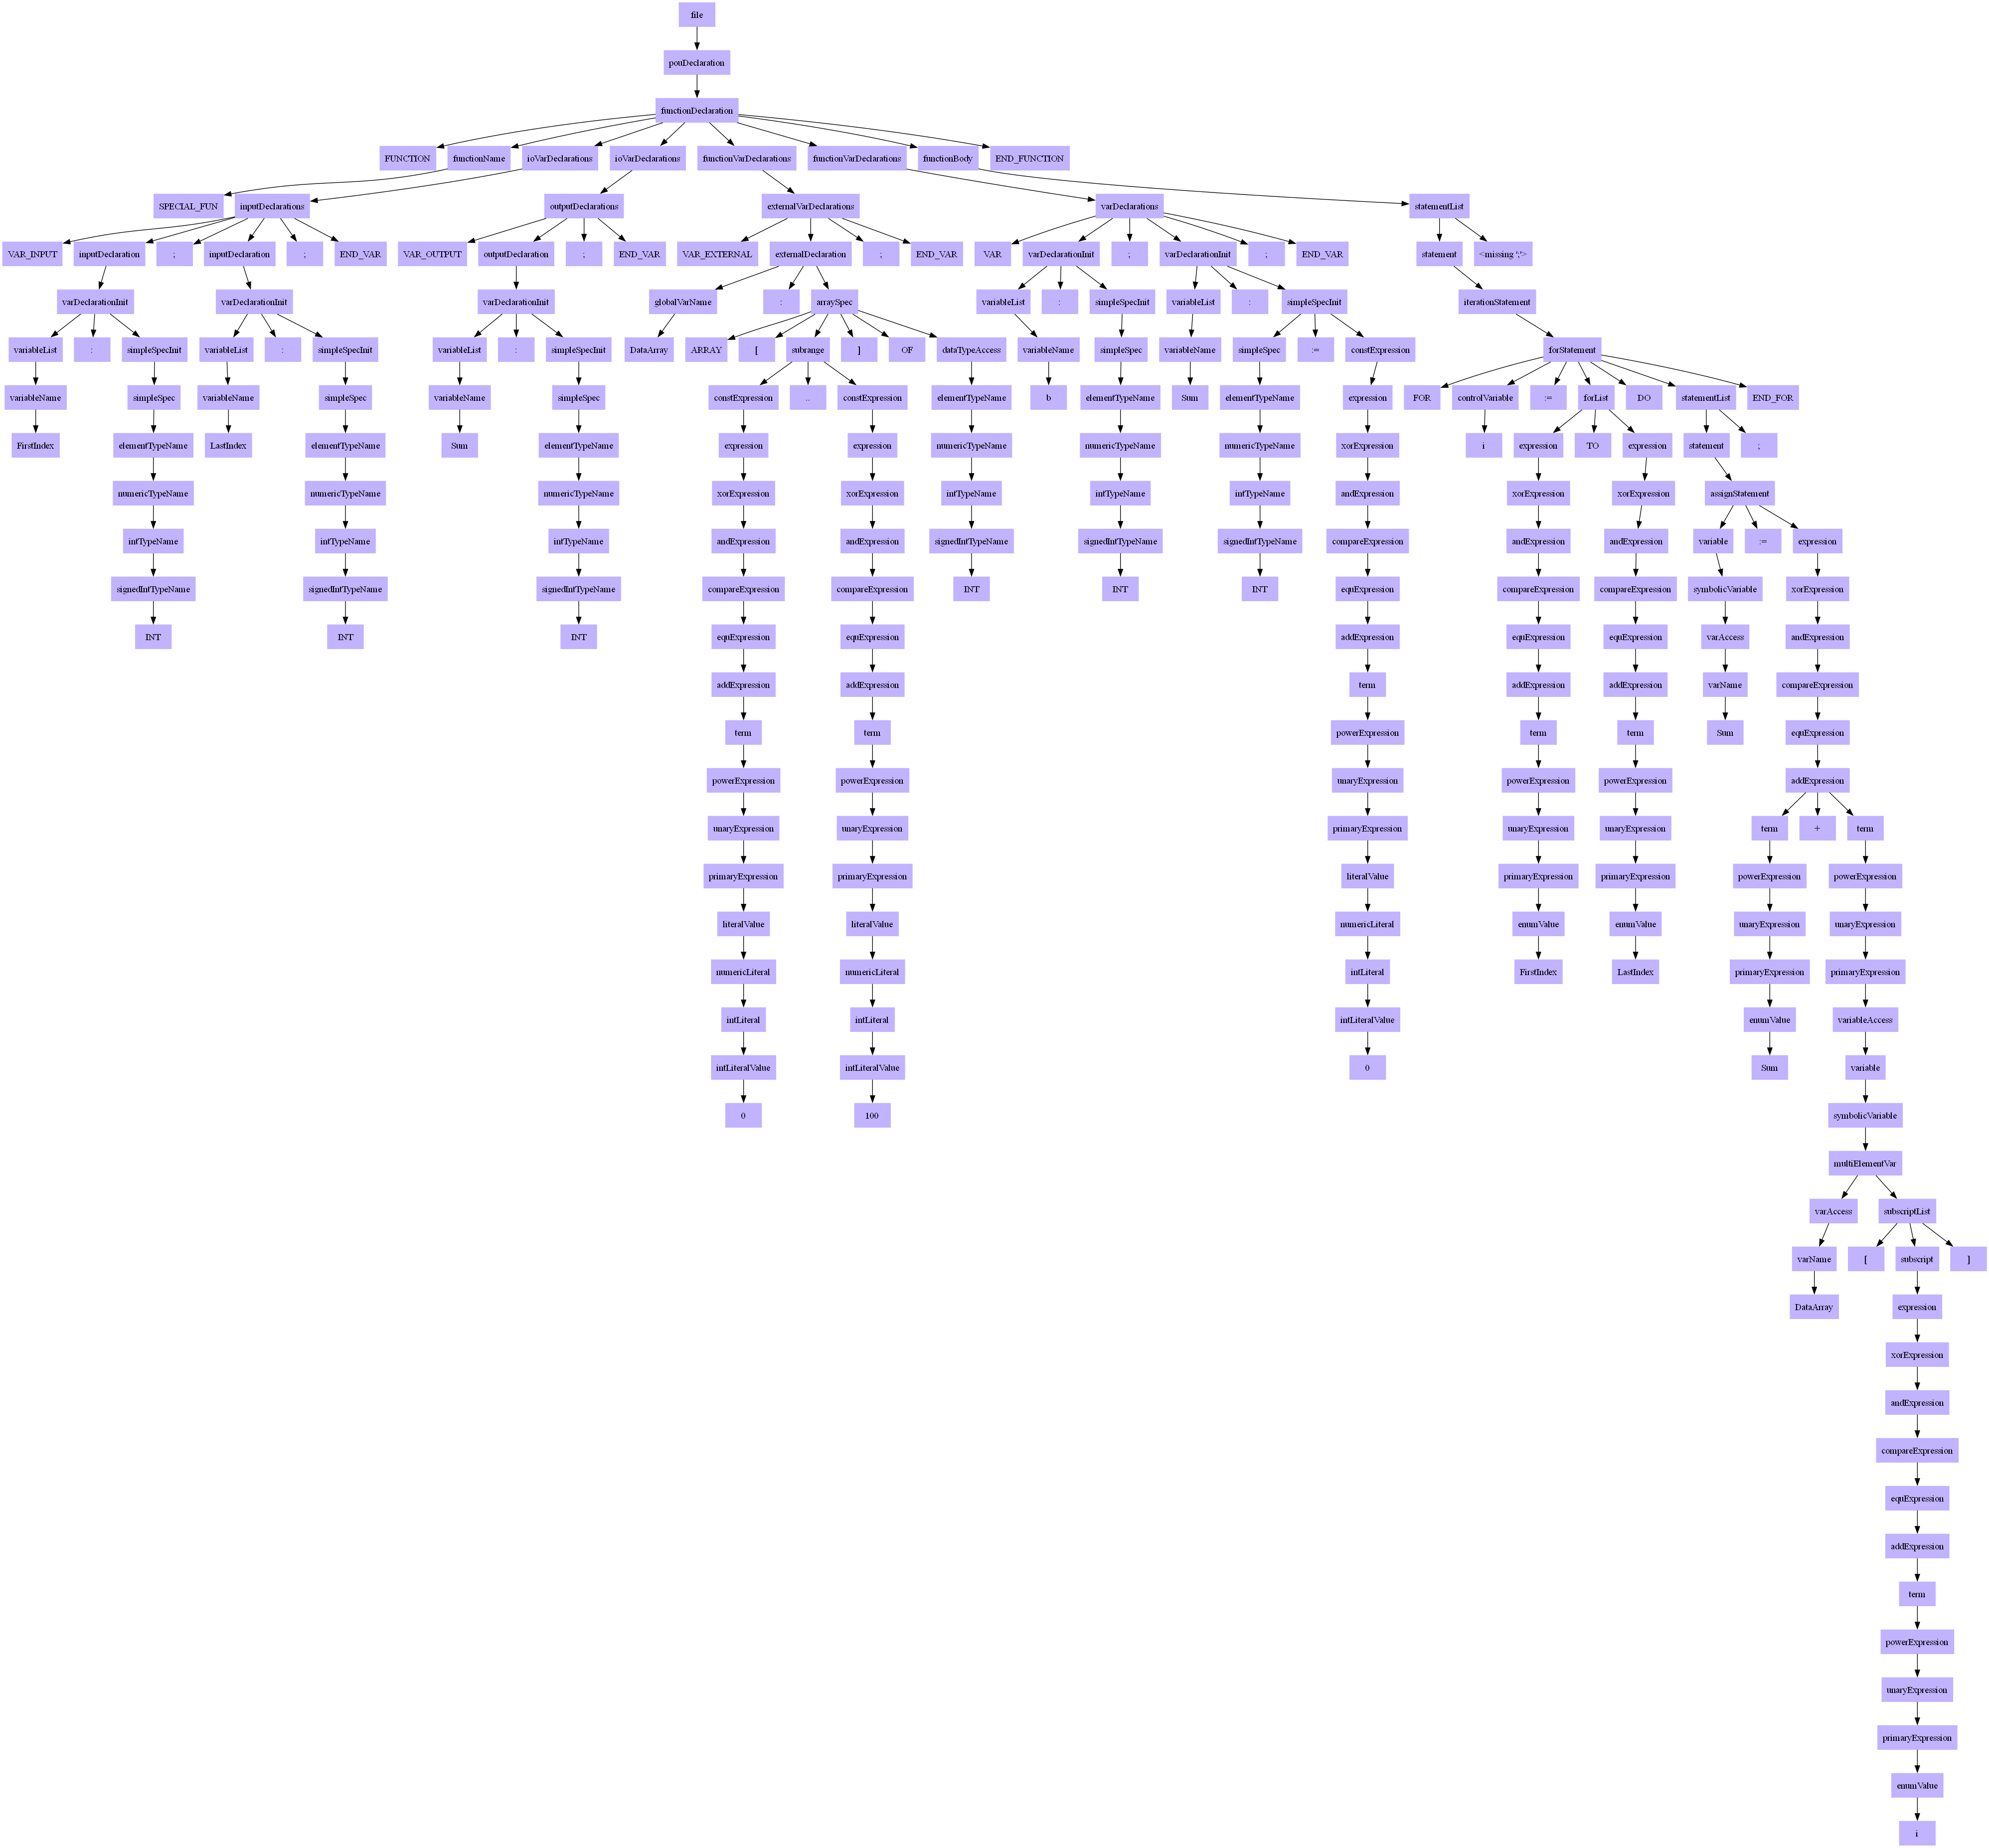 file
pouDeclaration
functionDeclaration
FUNCTION functionName ioVarDeclarations ioVarDeclarations functionVarDeclarations functionVarDeclarations functionBody END_FUNCTION
SPECIAL_FUN inputDeclarations outputDeclarations externalVarDeclarations varDeclarations statementList
VAR_INPUT inputDeclaration ; inputDeclaration ; END_VAR VAR_OUTPUT outputDeclaration ; END_VAR VAR_EXTERNAL externalDeclaration ; END_VAR VAR varDeclarationInit ; varDeclarationInit ; END_VAR statement <missing ';'>
varDeclarationInit varDeclarationInit varDeclarationInit globalVarName : arraySpec variableList : simpleSpecInit variableList : simpleSpecInit iterationStatement
variableList : simpleSpecInit variableList : simpleSpecInit variableList : simpleSpecInit DataArray ARRAY [ subrange ] OF dataTypeAccess variableName simpleSpec variableName simpleSpec := constExpression forStatement
variableName simpleSpec variableName simpleSpec variableName simpleSpec constExpression .. constExpression elementTypeName b elementTypeName Sum elementTypeName expression FOR controlVariable := forList DO statementList END_FOR
FirstIndex elementTypeName LastIndex elementTypeName Sum elementTypeName expression expression numericTypeName numericTypeName numericTypeName xorExpression i expression TO expression statement ;
numericTypeName numericTypeName numericTypeName xorExpression xorExpression intTypeName intTypeName intTypeName andExpression xorExpression xorExpression assignStatement
intTypeName intTypeName intTypeName andExpression andExpression signedIntTypeName signedIntTypeName signedIntTypeName compareExpression andExpression andExpression variable := expression
signedIntTypeName signedIntTypeName signedIntTypeName compareExpression compareExpression INT INT INT equExpression compareExpression compareExpression symbolicVariable xorExpression
INT INT INT equExpression equExpression addExpression equExpression equExpression varAccess andExpression
addExpression addExpression term addExpression addExpression varName compareExpression
term term powerExpression term term Sum equExpression
powerExpression powerExpression unaryExpression powerExpression powerExpression addExpression
unaryExpression unaryExpression primaryExpression unaryExpression unaryExpression term + term
primaryExpression primaryExpression literalValue primaryExpression primaryExpression powerExpression powerExpression
literalValue literalValue numericLiteral enumValue enumValue unaryExpression unaryExpression
numericLiteral numericLiteral intLiteral FirstIndex LastIndex primaryExpression primaryExpression
intLiteral intLiteral intLiteralValue enumValue variableAccess
intLiteralValue intLiteralValue 0 Sum variable
0 100 symbolicVariable
multiElementVar
varAccess subscriptList
varName [ subscript ]
DataArray expression
xorExpression
andExpression
compareExpression
equExpression
addExpression
term
powerExpression
unaryExpression
primaryExpression
enumValue
i